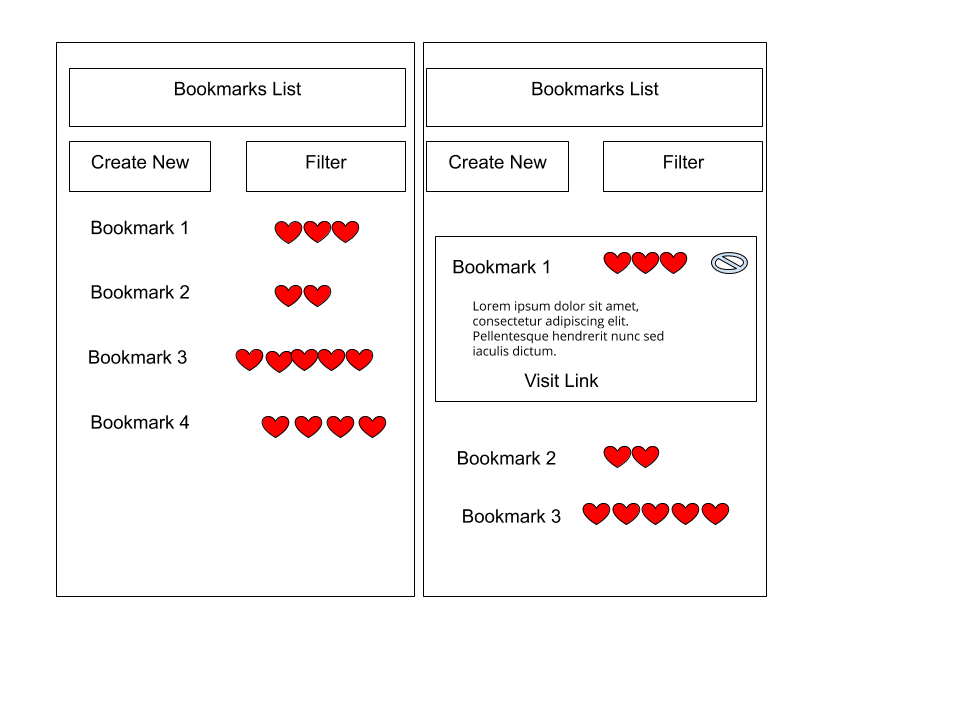 Bookmarks List
Create New
Filter
Bookmark 1
Bookmark 2
Bookmark 3
Bookmark 4
Bookmarks List
Create New
Filter
Bookmark 1
Lorem ipsum dolor sit amet,
consectetur adipiscing elit.
Pellentesque hendrerit nunc sed
iaculis dictum.
Visit Link
Bookmark 2
Bookmark 3